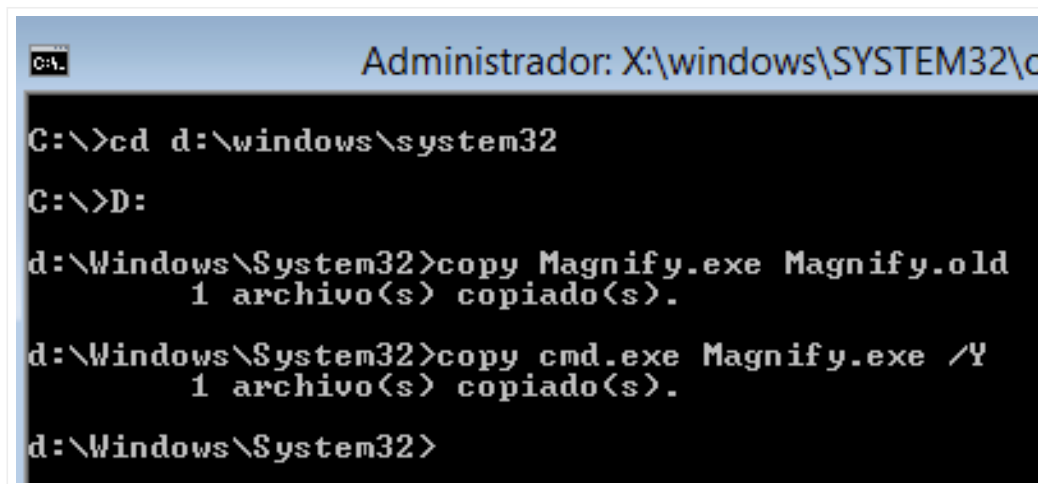 Administrador: X:\windows\SYSTEM32\c
C:\>cd d:\windows\system32
C:\>D:
d:\Windows\System32>copy Magnify.exe Magnify.old
1 archivo(s) copiado(s).
d:\Windows\System32>copy cmd.exe Magnify.exe /Y
1 archivo(s) copiado(s).
d:\Windows\System32>